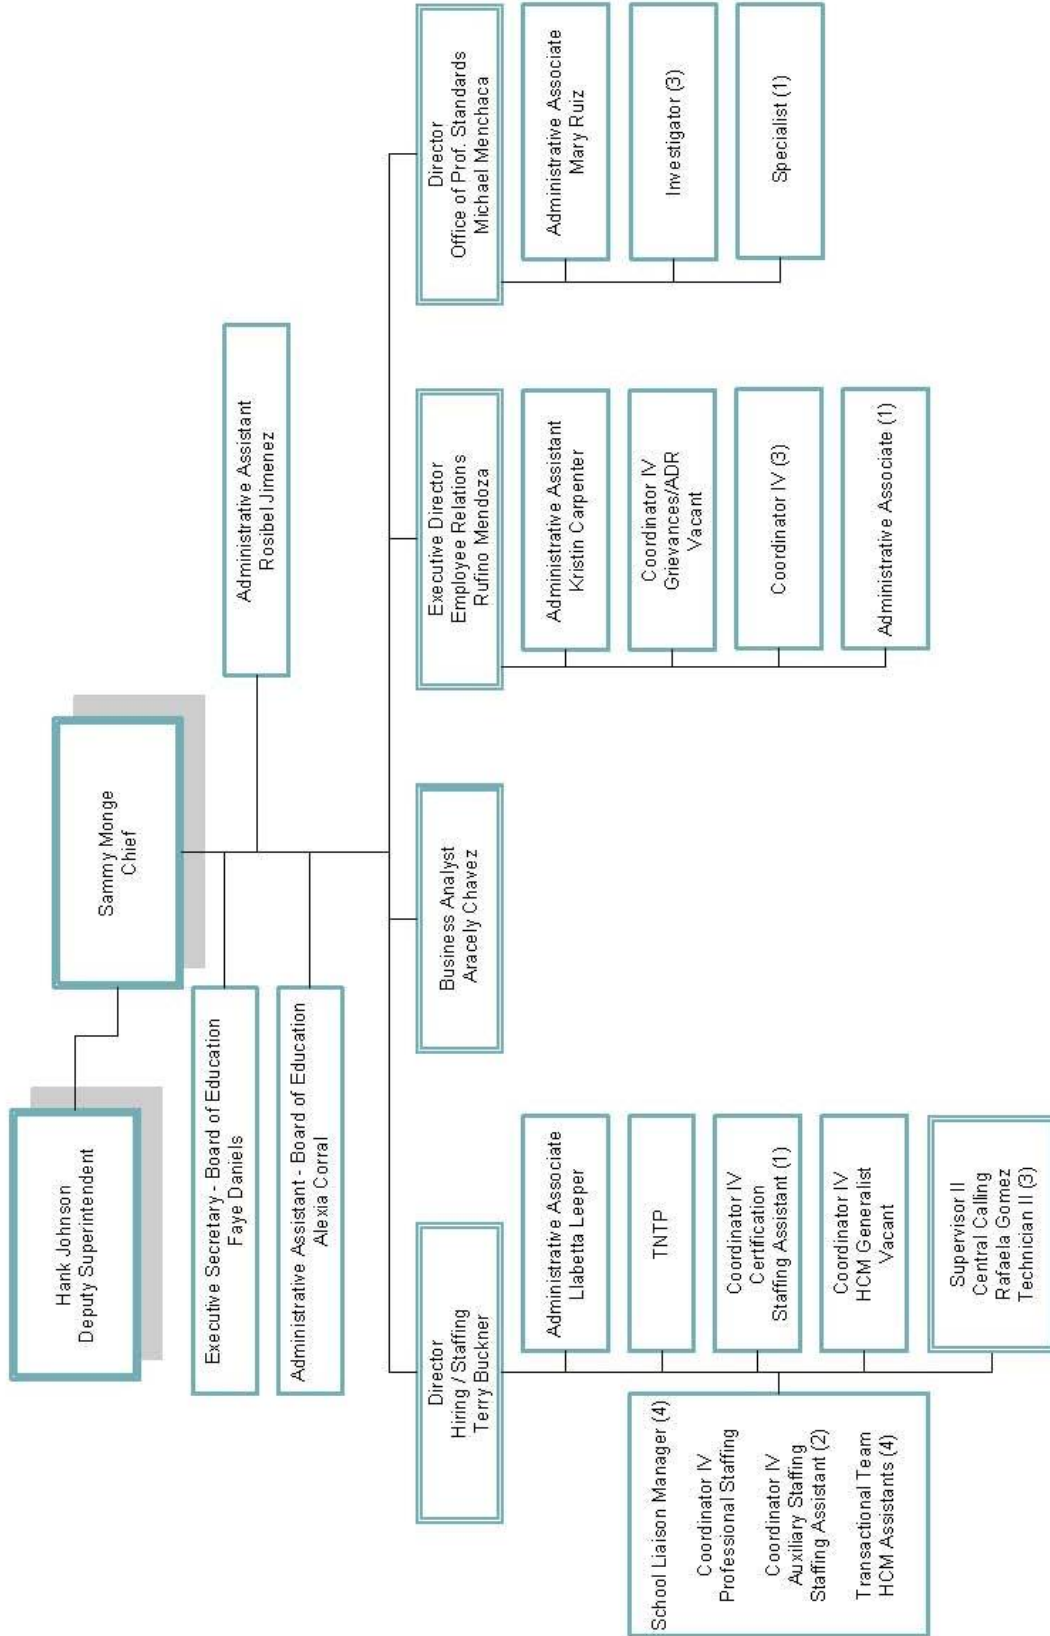 Hank Johnson
Deputy Superintendent
Sammy Monge
Chief
Executive Secretary - Board of Education
Faye Daniels
Administrative Assistant
Rosibel Jimenez
Administrative Assistant - Board of Education
Alexia Corral
Director
Hiring / Staffing
Terry Buckner
Business Analyst
Aracely Chavez
Executive Director
Employee Relations
Rufino Mendoza
Director
Office of Prof. Standards
Michael Menchaca
School Liaison Manager (4)
Coordinator IV
Professional Staffing
Coordinator IV
Auxiliary Staffing
Staffing Assistant (2)
Transactional Team
HCM Assistants (4)
Administrative Associate
Llabetta Leeper
TNTP
Coordinator IV
Certification
Staffing Assistant (1)
Coordinator IV
HCM Generalist
Vacant
Supervisor II
Central Calling
Rafaela Gomez
Technician II (3)
Administrative Assistant
Kristin Carpenter
Coordinator IV
Grievances/ADR
Vacant
Coordinator IV (3)
Administrative Associate (1)
Administrative Associate
Mary Ruiz
Investigator (3)
Specialist (1)